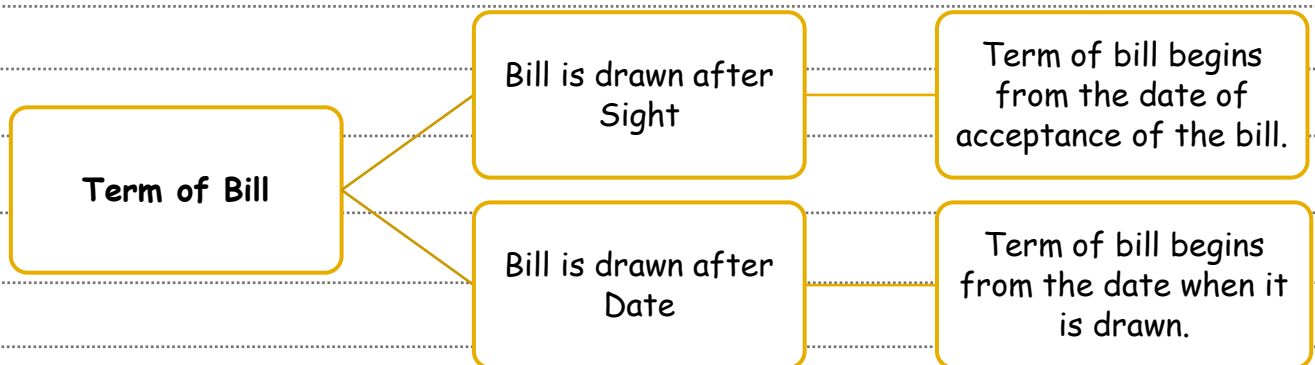 Term of Bill
Bill is drawn after
Sight
Term of bill begins
from the date of
acceptance of the bill.
Bill is drawn after
Date
Term of bill begins
from the date when it
is drawn.